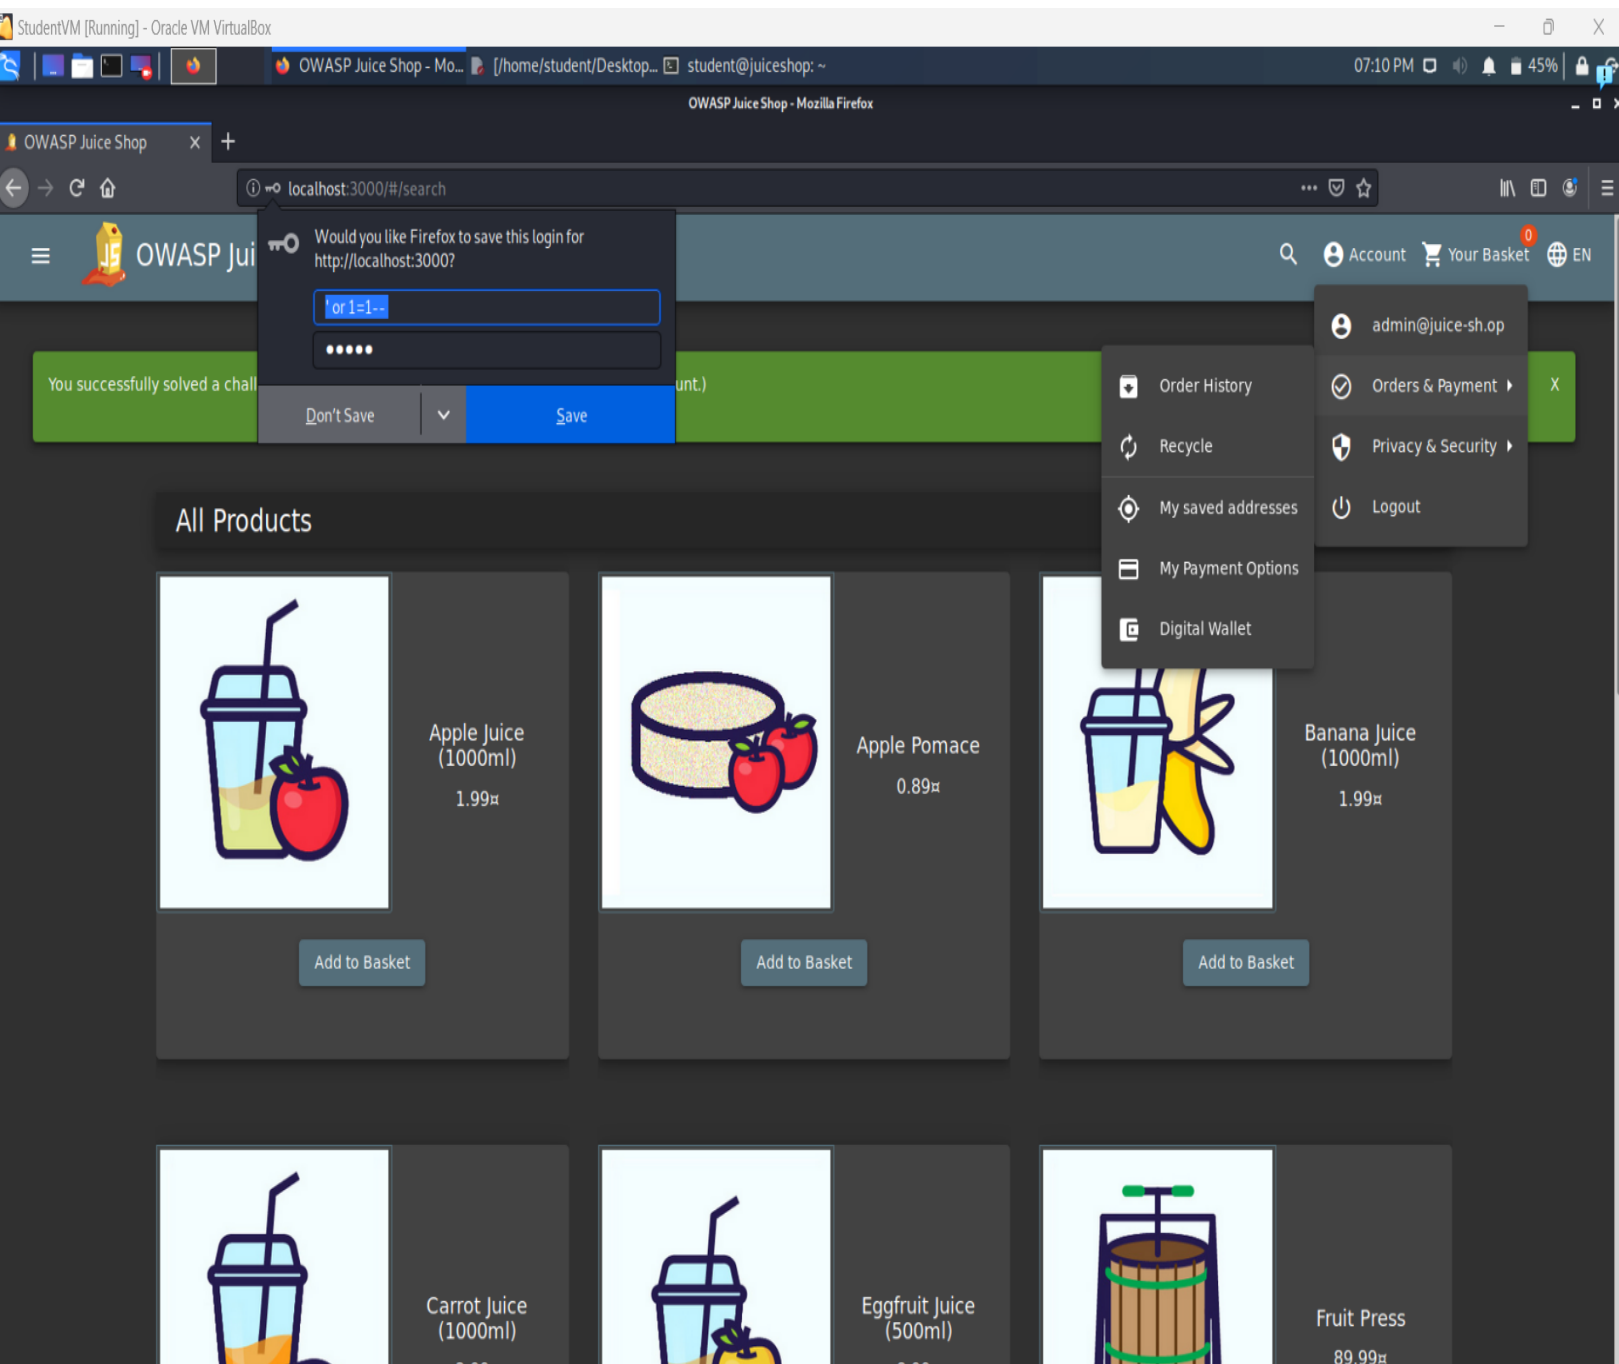 StudentVM [Running] - Oracle VM VirtualBox
OWASP Juice Shop - Mo... [/home/student/Desktop... student@juiceshop: ~ 07:10 PM 45%
OWASP Juice Shop - Mozilla Firefox
OWASP Juice Shop
localhost:3000/#/search
Would you like Firefox to save this login for
http://localhost:3000?
' or 1=1--
Don't Save
Save
OWASP Jui
Account
0
Your Basket
EN
admin@juice-sh.op
Orders & Payment
Privacy & Security
Logout
Order History
Recycle
My saved addresses
My Payment Options
Digital Wallet
You successfully solved a chall
unt.)
X
All Products
Apple Juice
(1000ml)
1.99¤
Add to Basket
Apple Pomace
0.89¤
Add to Basket
Banana Juice
(1000ml)
1.99¤
Add to Basket
Carrot Juice
(1000ml)
Eggfruit Juice
(500ml)
Fruit Press
89.99¤